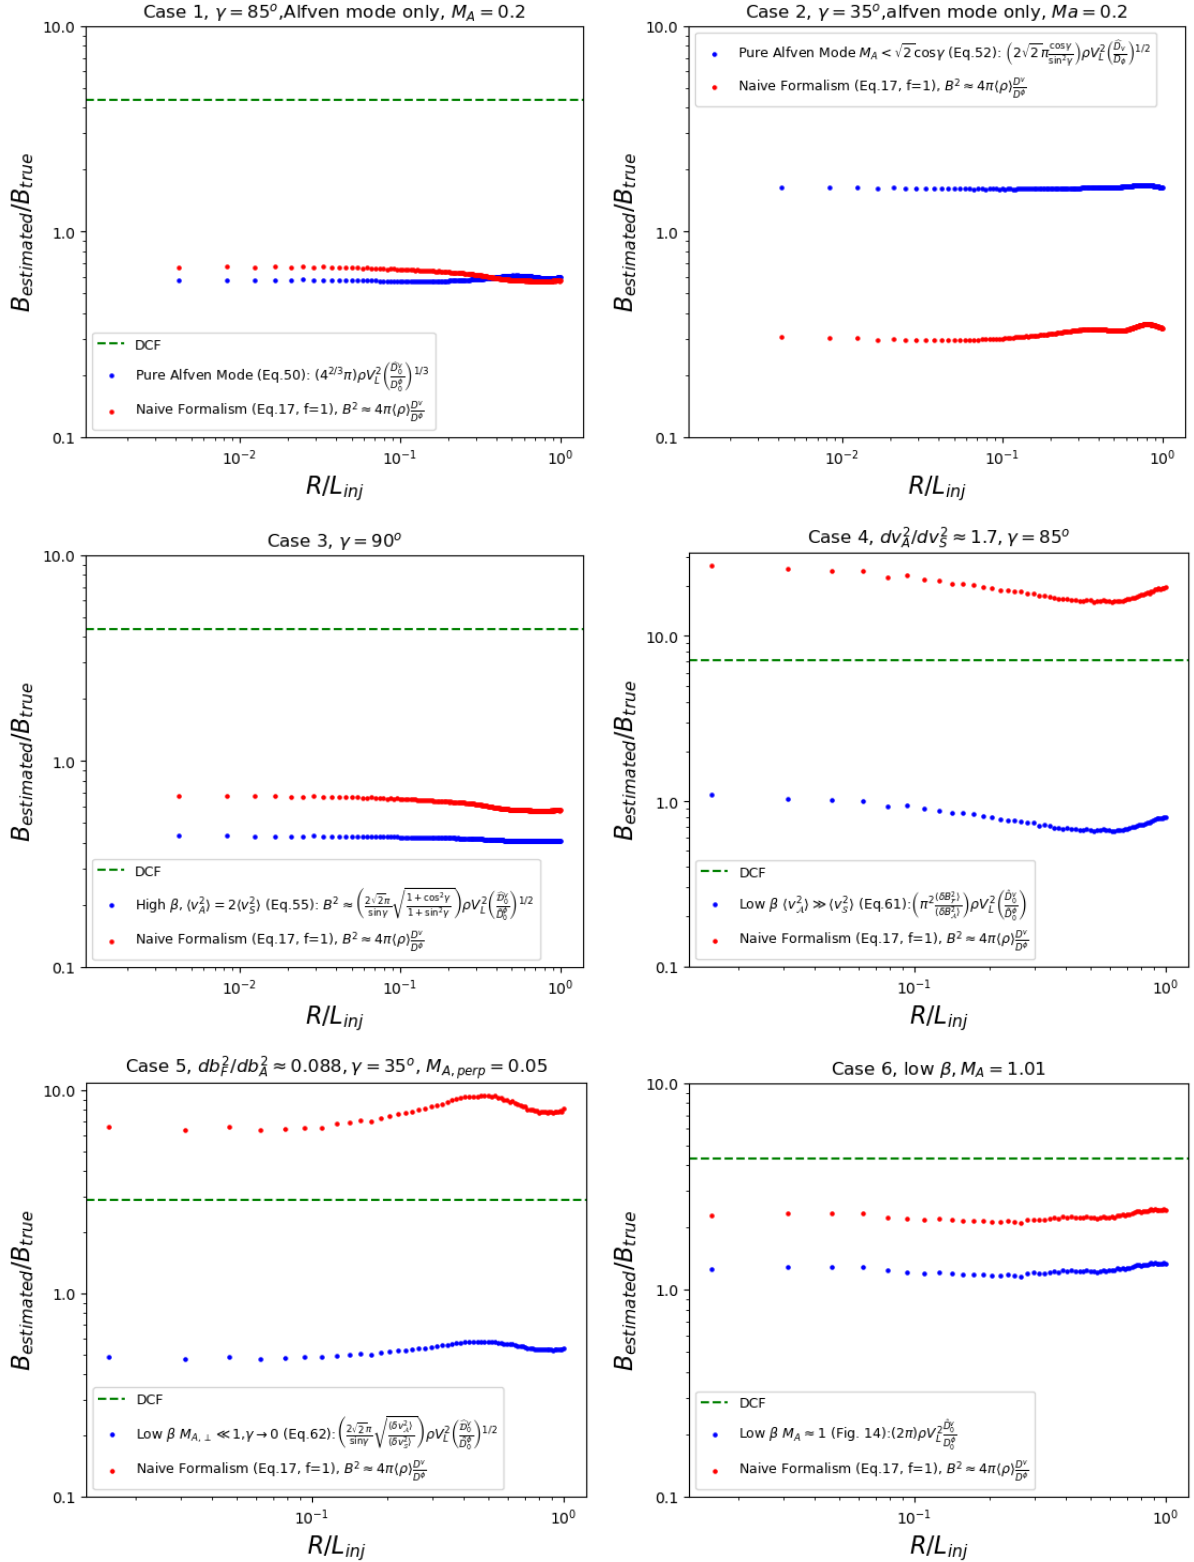 Case 1, γ = 85°,Alfven mode only, M_A = 0.2
10.0
1.0
0.1
B_estimated/B_true
DCF
Pure Alfven Mode (Eq.50): (4^{2/3}π)ρV_L^2(D̂_0^v/D̂_0^ϕ)^{1/3}
Naive Formalism (Eq.17, f=1), B^2 ≈ 4π⟨ρ⟩D^v/D^ϕ
10^{-2}
10^{-1}
10^0
R/L_inj
Case 2, γ = 35°,alfven mode only, Ma = 0.2
Pure Alfven Mode M_A < √2cosγ (Eq.52): (2√2π cosγ/sin^2γ)ρV_L^2(D̂_v/D̂_ϕ)^{1/2}
Naive Formalism (Eq.17, f=1), B^2 ≈ 4π⟨ρ⟩D^v/D^ϕ
10.0
1.0
0.1
B_estimated/B_true
10^{-2}
10^{-1}
10^0
R/L_inj
Case 3, γ = 90°
10.0
1.0
0.1
B_estimated/B_true
DCF
High β, ⟨v_A^2⟩ = 2⟨v_S^2⟩ (Eq.55): B^2 ≈ (2√2π/sinγ √(1 + cos^2γ/1 + sin^2γ))ρV_L^2(D̂_0^v/D̂_0^ϕ)^{1/2}
Naive Formalism (Eq.17, f=1), B^2 ≈ 4π⟨ρ⟩D^v/D^ϕ
10^{-2}
10^{-1}
10^0
R/L_inj
Case 4, dv_A^2/dv_S^2 ≈ 1.7, γ = 85°
10.0
1.0
0.1
B_estimated/B_true
DCF
Low β ⟨v_A^2⟩ ≫ ⟨v_S^2⟩ (Eq.61):(π^2⟨δB_F^2⟩/⟨δB_A^2⟩)ρV_L^2(D̂_0^v/D̂_0^ϕ)
Naive Formalism (Eq.17, f=1), B^2 ≈ 4π⟨ρ⟩D^v/D^ϕ
10^{-1}
10^0
R/L_inj
Case 5, db_F^2/db_A^2 ≈ 0.088, γ = 35°, M_{A,perp} = 0.05
10.0
1.0
0.1
B_estimated/B_true
DCF
Low β M_{A,⊥} ≪ 1,γ → 0 (Eq.62):(2√2π/sinγ √(⟨δv_A^2⟩/⟨δv_S^2⟩))ρV_L^2(D̂_0^v/D̂_0^ϕ)^{1/2}
Naive Formalism (Eq.17, f=1), B^2 ≈ 4π⟨ρ⟩D^v/D^ϕ
10^{-1}
10^0
R/L_inj
Case 6, low β, M_A = 1.01
10.0
1.0
0.1
B_estimated/B_true
DCF
Low β M_A ≈ 1 (Fig. 14):(2π)ρV_L^2 D̂_0^v/D̂_0^ϕ
Naive Formalism (Eq.17, f=1), B^2 ≈ 4π⟨ρ⟩D^v/D^ϕ
10^{-1}
10^0
R/L_inj